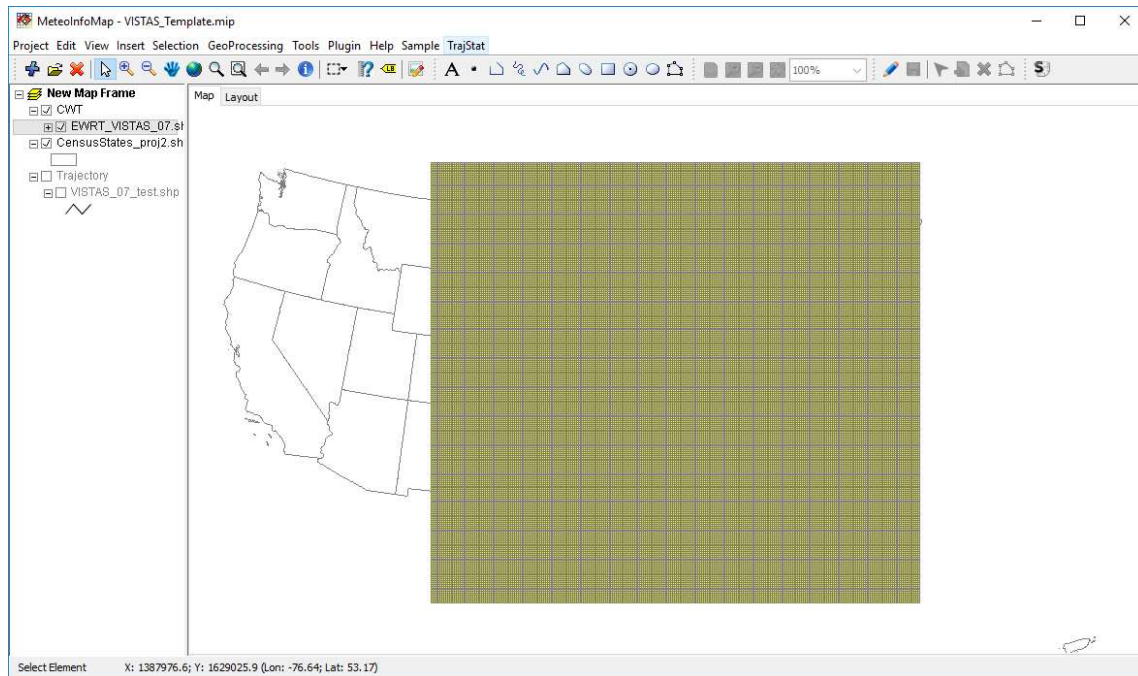 MeteoInfoMap - VISTAS_Template.mip
Project Edit View Insert Selection GeoProcessing Tools Plugin Help Sample TrajStat
A 100% S
New Map Frame
CWT
EWRT_VISTAS_07.sh
CensusStates_proj2.sh
Trajectory
VISTAS_07_test.shp
Map Layout
Select Element X: 1387976.6; Y: 1629025.9 (Lon: -76.64; Lat: 53.17)